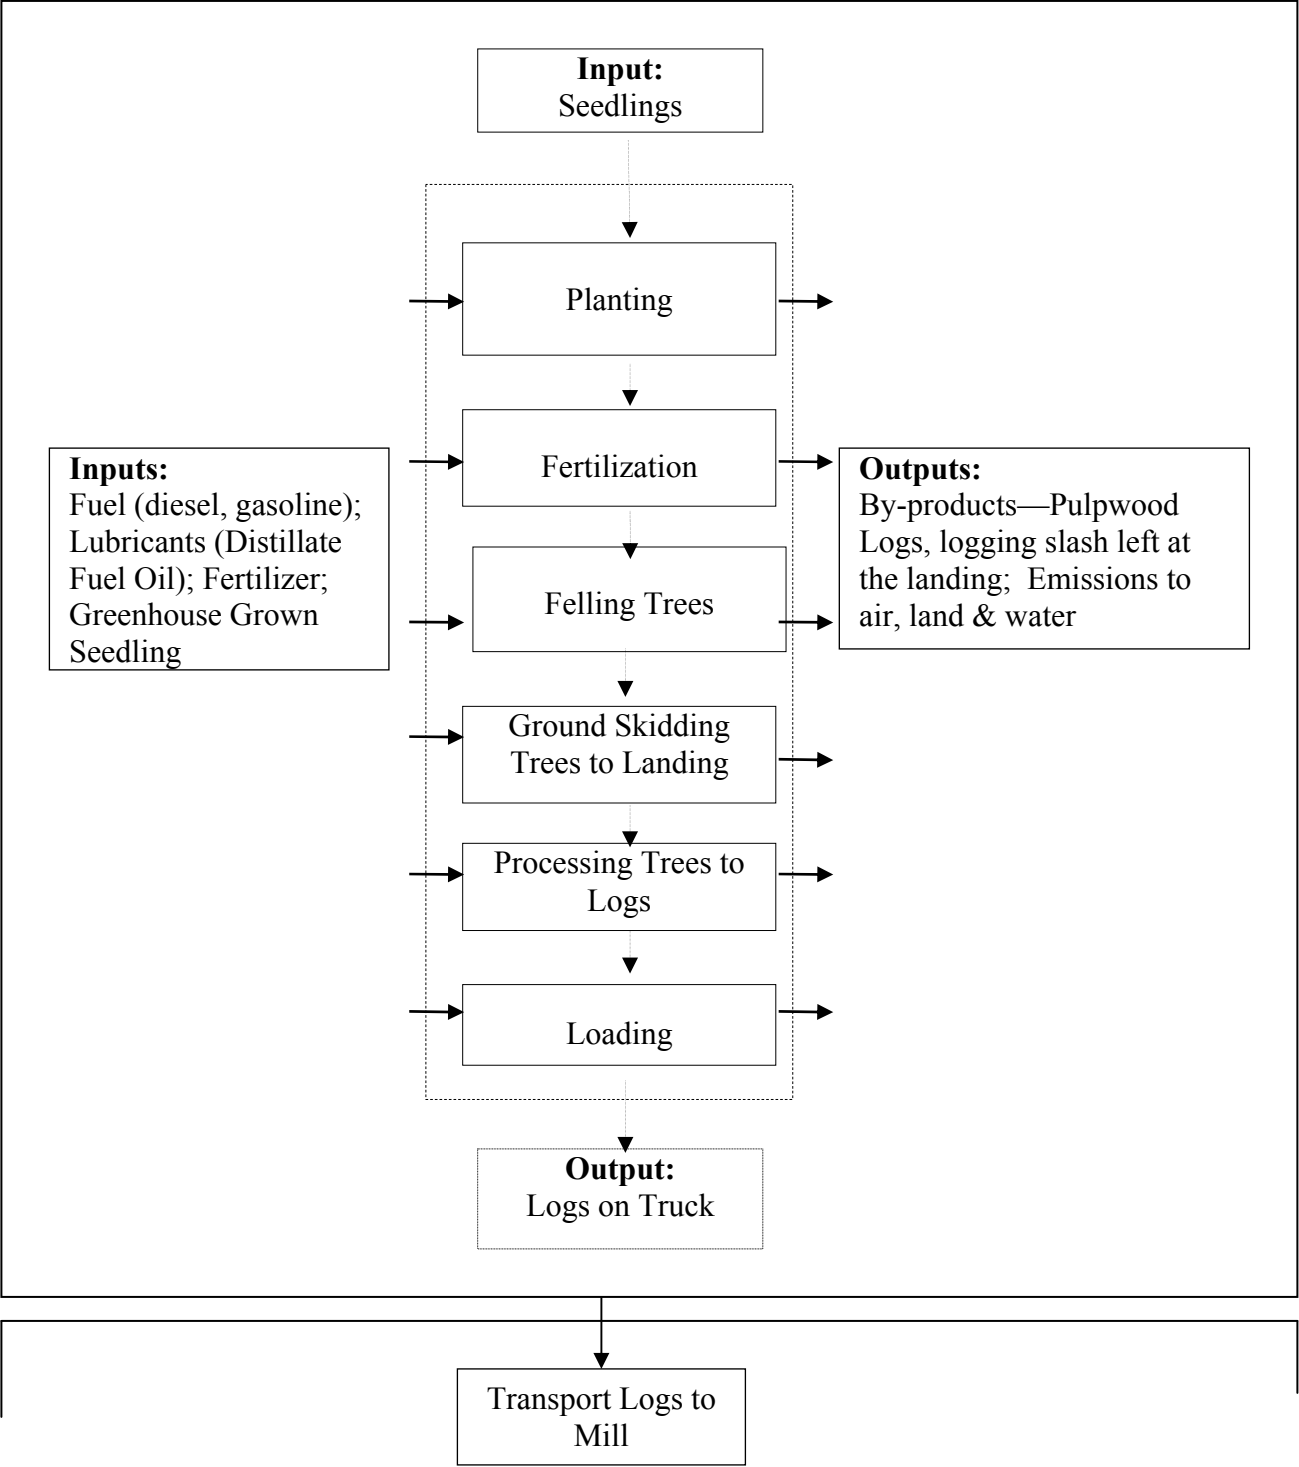 Input:
Seedlings
Planting
Fertilization
Inputs:
Fuel (diesel, gasoline);
Lubricants (Distillate
Fuel Oil); Fertilizer;
Greenhouse Grown
Seedling
Outputs:
By-products—Pulpwood
Logs, logging slash left at
the landing;  Emissions to
air, land & water
Felling Trees
Ground Skidding
Trees to Landing
Processing Trees to
Logs
Loading
Output:
Logs on Truck
Transport Logs to
Mill